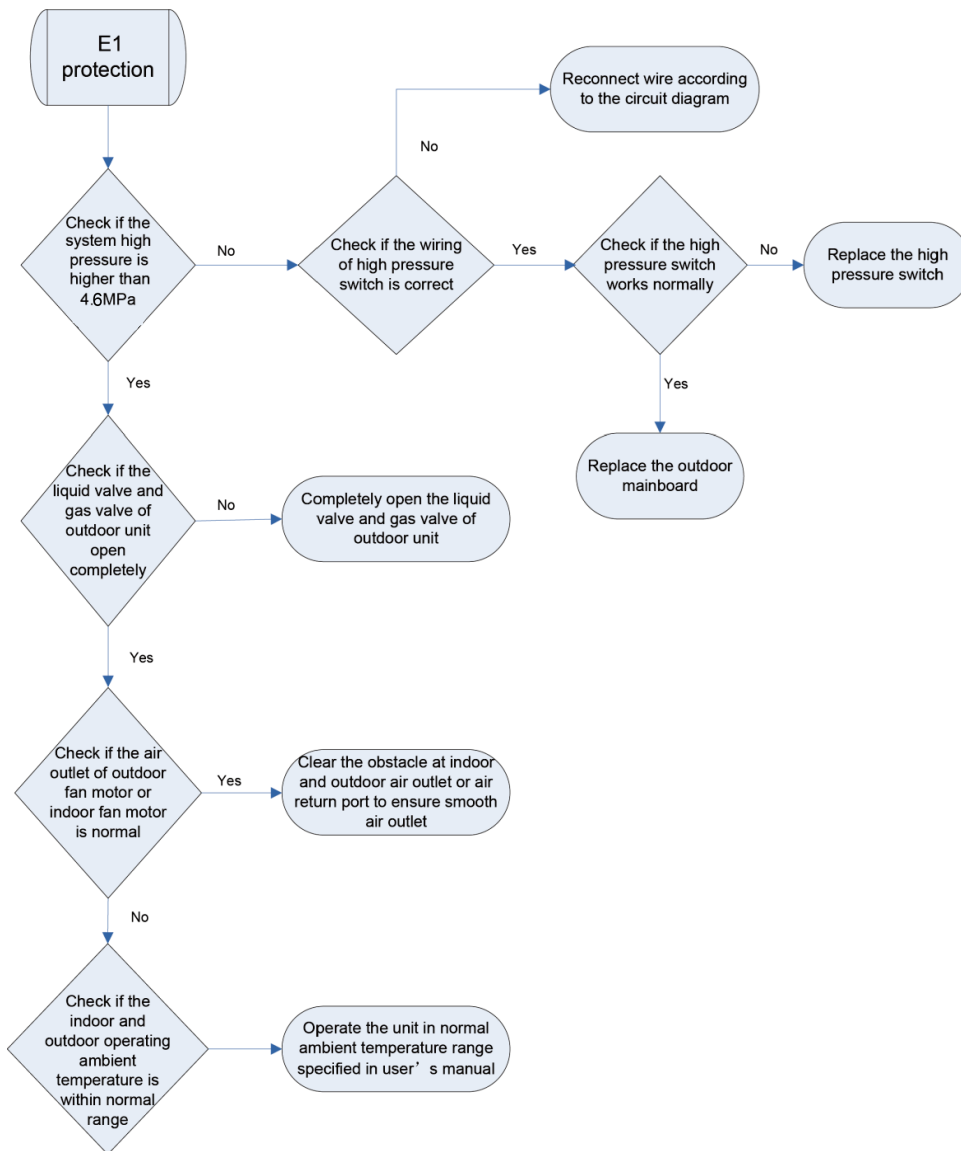 E1
protection
Reconnect wire according
to the circuit diagram
No
Check if the
system high
pressure is
higher than
4.6MPa
No
Check if the wiring
of high pressure
switch is correct
Yes
Check if the high
pressure switch
works normally
No
Replace the high
pressure switch
Yes
Yes
Replace the outdoor
mainboard
Check if the
liquid valve and
gas valve of
outdoor unit
open
completely
No
Completely open the liquid
valve and gas valve of
outdoor unit
Yes
Check if the air
outlet of outdoor
fan motor or
indoor fan motor
is normal
Yes
Clear the obstacle at indoor
and outdoor air outlet or air
return port to ensure smooth
air outlet
No
Check if the
indoor and
outdoor operating
ambient
temperature is
within normal
range
Operate the unit in normal
ambient temperature range
specified in user’s manual